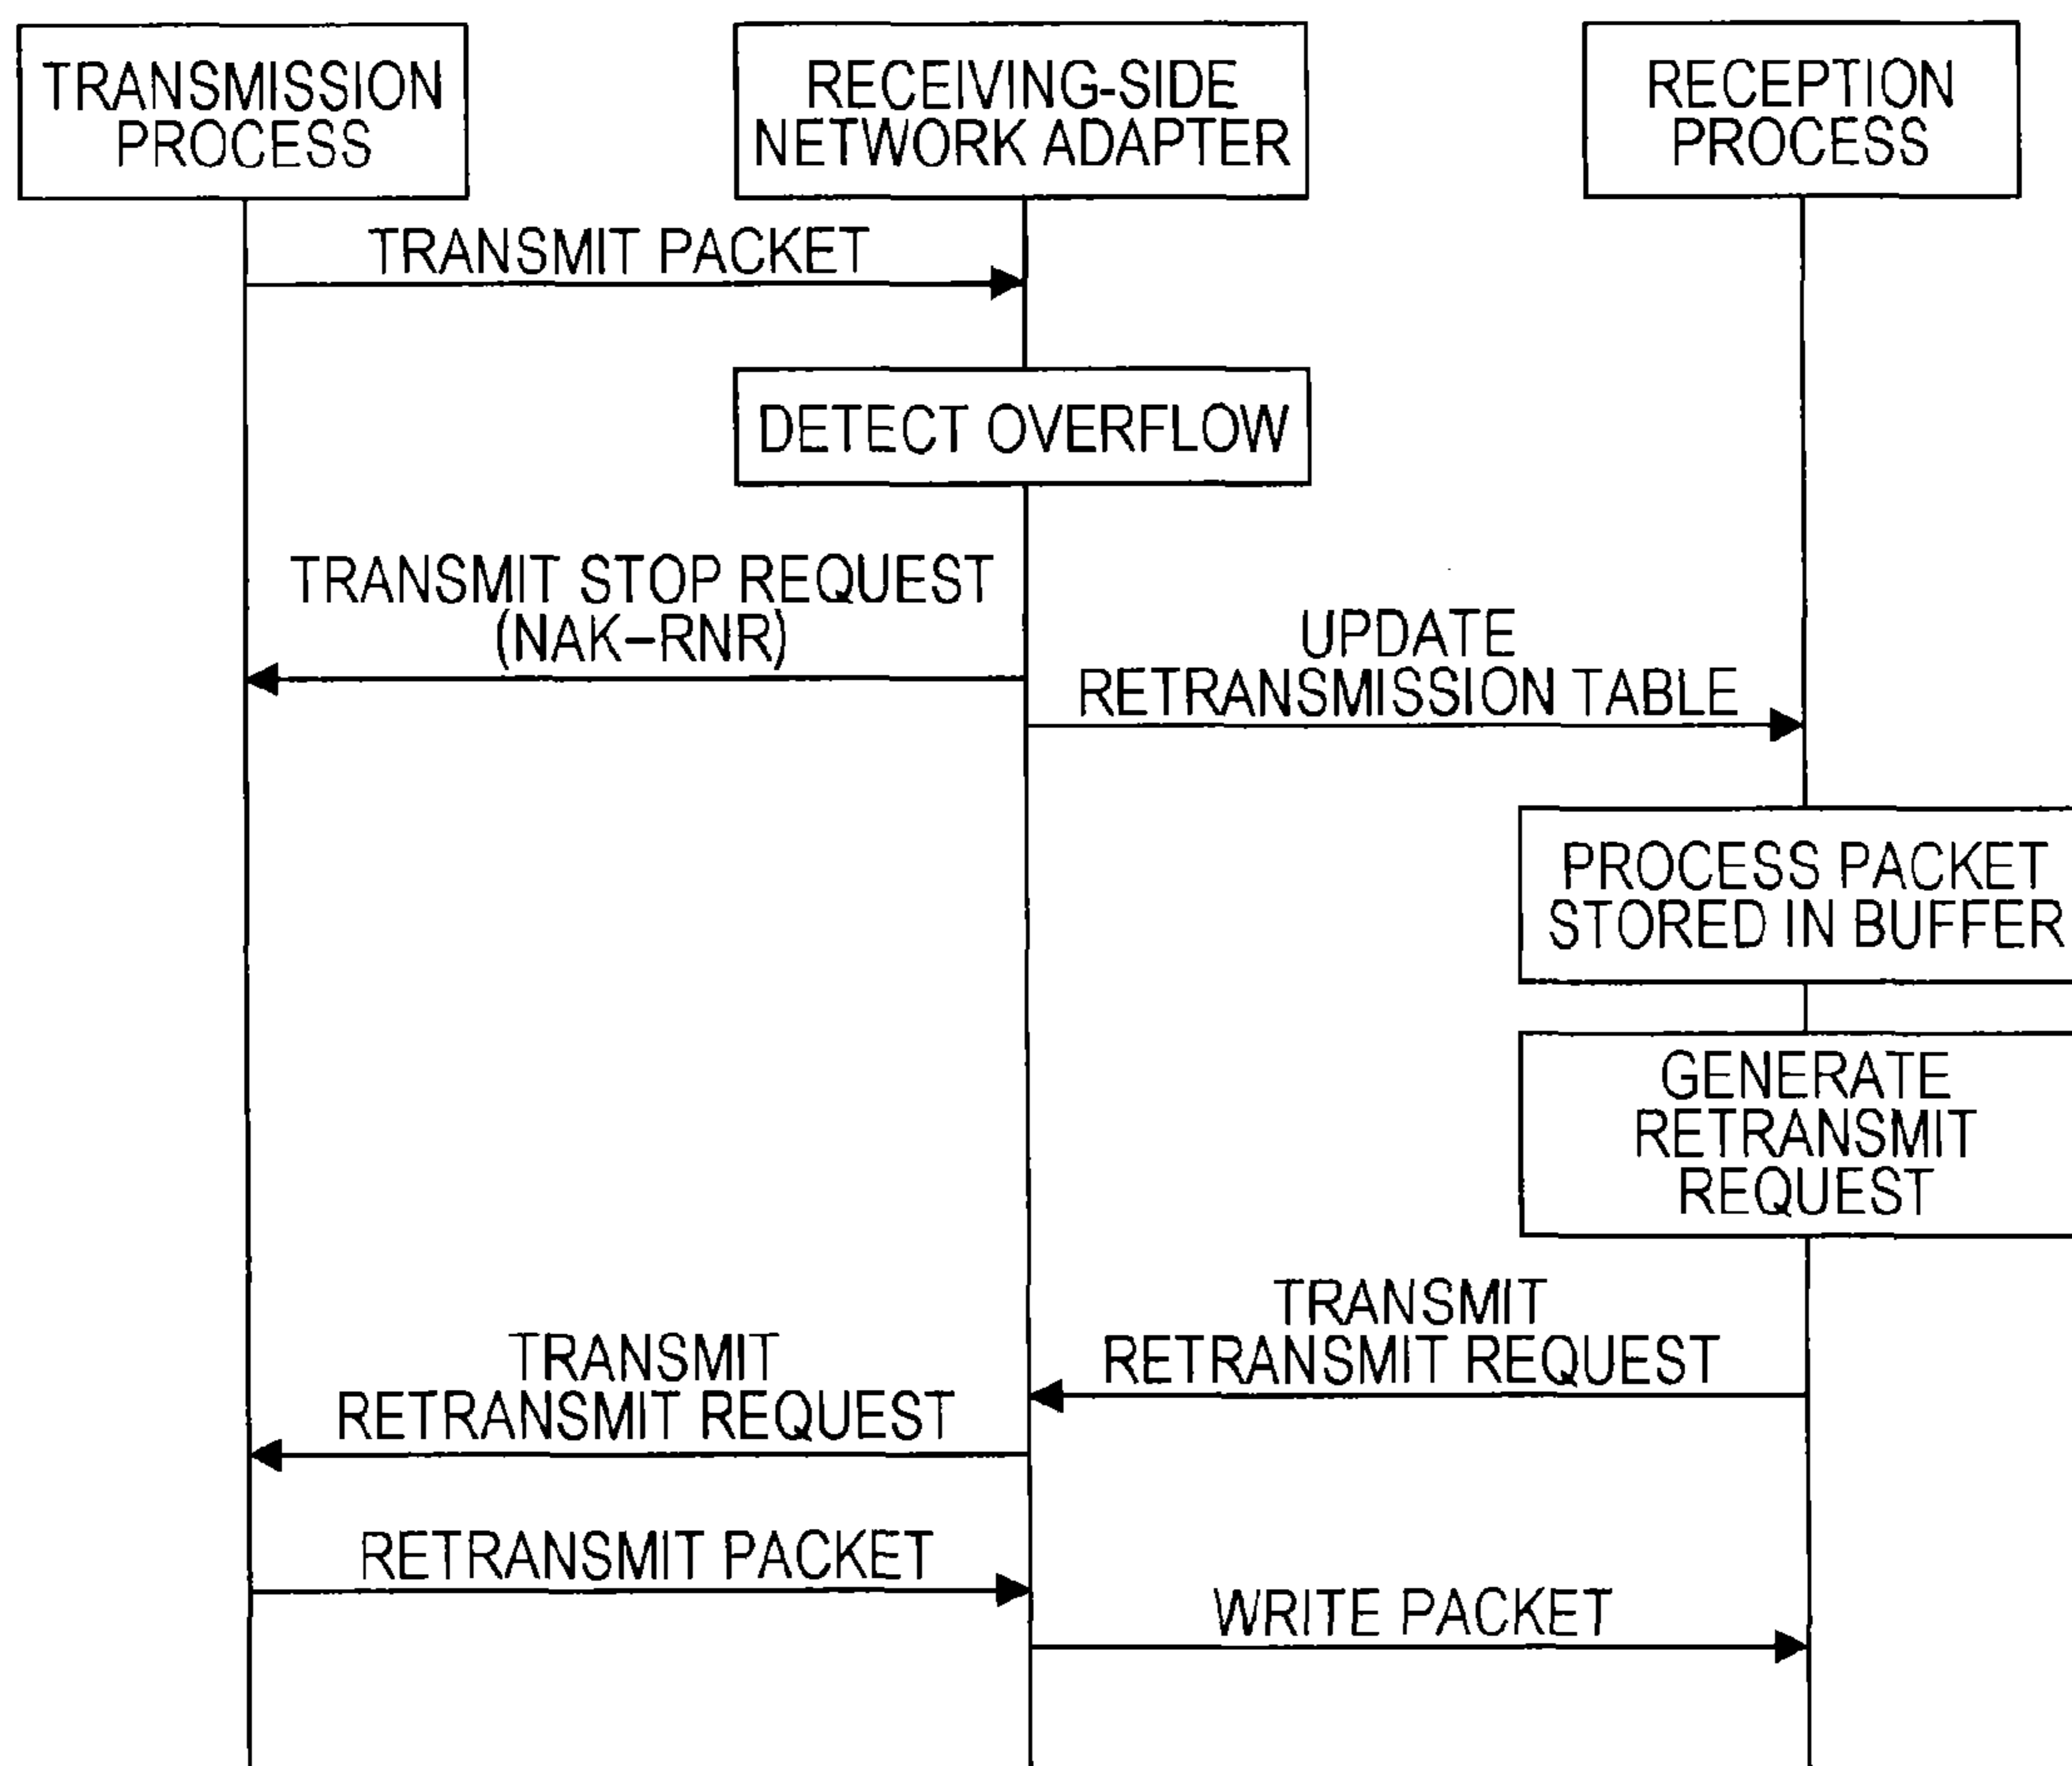 TRANSMISSION
PROCESS
RECEIVING-SIDE
NETWORK ADAPTER
RECEPTION
PROCESS
TRANSMIT PACKET
DETECT OVERFLOW
TRANSMIT STOP REQUEST
(NAK–RNR)
UPDATE
RETRANSMISSION TABLE
PROCESS PACKET
STORED IN BUFFER
GENERATE
RETRANSMIT
REQUEST
TRANSMIT
RETRANSMIT REQUEST
TRANSMIT
RETRANSMIT REQUEST
RETRANSMIT PACKET
WRITE PACKET